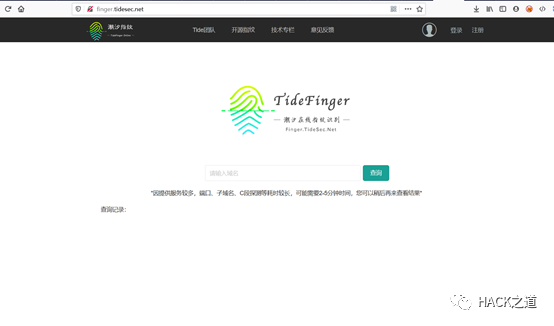 finger.tidesec.net
潮汐指纹
TideFinger
Tide团队 开源指纹 技术专栏 意见反馈 登录 注册
TideFinger
潮汐在线指纹识别
Finger.TideSec.Net
请输入域名 查询
"因提供服务较多，端口、子域名、C段探测等耗时较长，可能需要2-5分钟时间，您可以稍后再来查看结果"
查询记录：
HACK之道